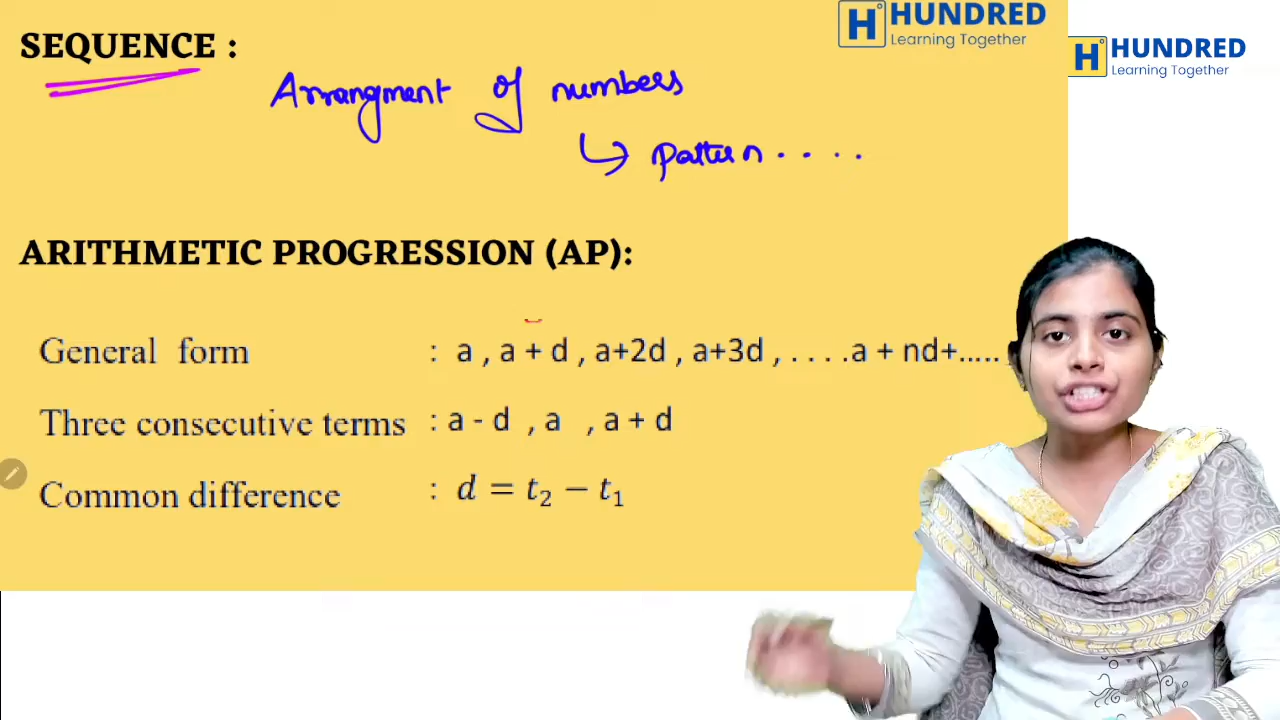 SEQUENCE :
Arrangment of numbers
pattern . . . .
H° HUNDRED
Learning Together
H° HUNDRED
Learning Together
ARITHMETIC PROGRESSION (AP):
General form : a , a + d , a+2d , a+3d , . . . .a + nd+.....
Three consecutive terms : a - d , a , a + d
Common difference : d = t₂ − t₁